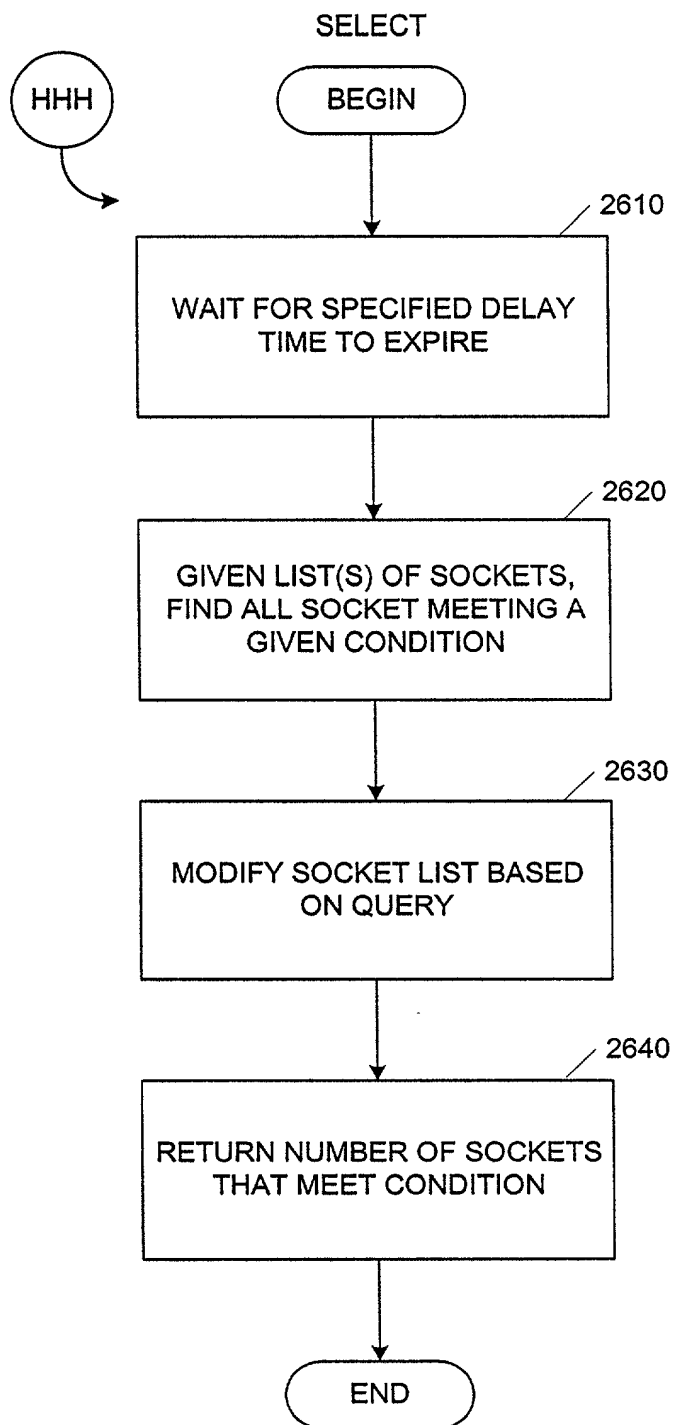 SELECT
HHH
BEGIN
2610
WAIT FOR SPECIFIED DELAY
TIME TO EXPIRE
2620
GIVEN LIST(S) OF SOCKETS,
FIND ALL SOCKET MEETING A
GIVEN CONDITION
2630
MODIFY SOCKET LIST BASED
ON QUERY
2640
RETURN NUMBER OF SOCKETS
THAT MEET CONDITION
END